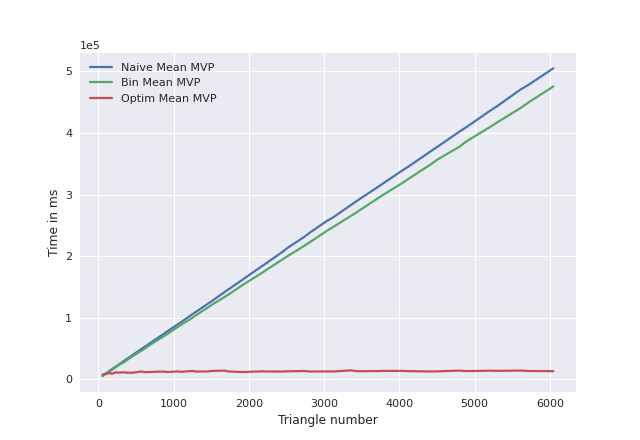 1e5
Naive Mean MVP
Bin Mean MVP
Optim Mean MVP
5
4
3
2
1
0
Time in ms
0 1000 2000 3000 4000 5000 6000
Triangle number